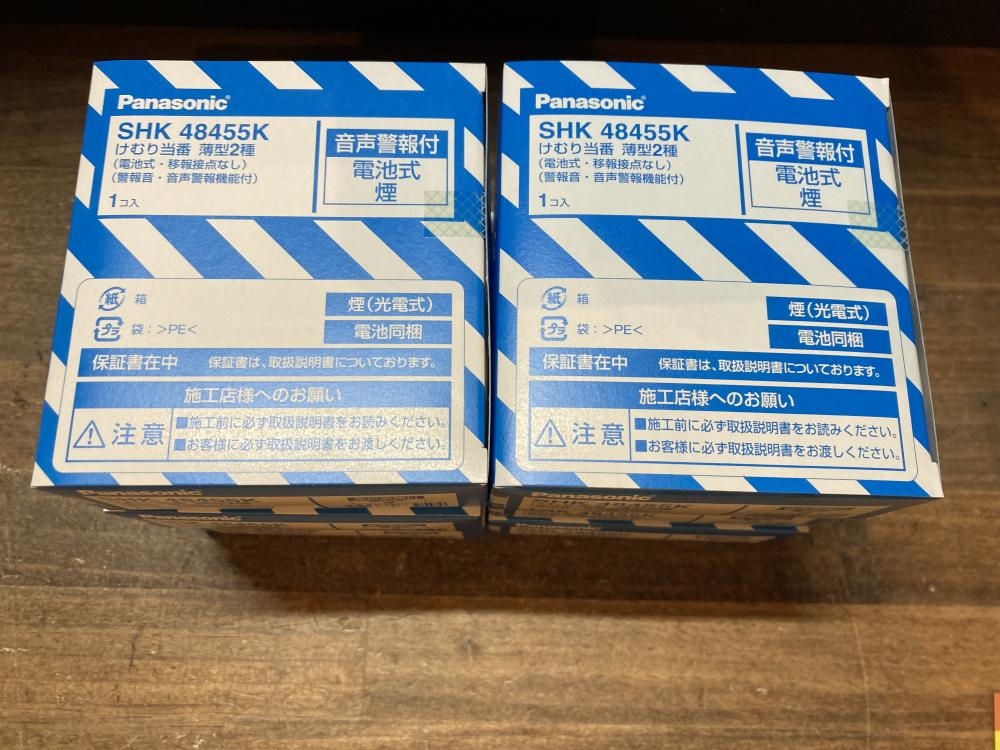 Panasonic
SHK 48455K
けむり当番 薄型2種
(電池式・移報接点なし)
(警報音・音声警報機能付)
1コ入
音声警報付
電池式
煙
紙 箱
プラ 袋:>PE<
煙(光電式)
電池同梱
保証書在中 保証書は、取扱説明書についております。
施工店様へのお願い
注意
■施工前に必ず取扱説明書をお読みください。
■お客様に必ず取扱説明書をお渡しください。
Panasonic
Panasonic
Panasonic
SHK 48455K
けむり当番 薄型2種
(電池式・移報接点なし)
(警報音・音声警報機能付)
1コ入
音声警報付
電池式
煙
紙 箱
プラ 袋:>PE<
煙(光電式)
電池同梱
保証書在中 保証書は、取扱説明書についております。
施工店様へのお願い
注意
■施工前に必ず取扱説明書をお読みください。
■お客様に必ず取扱説明書をお渡しください。
Panasonic
SHK 48455K